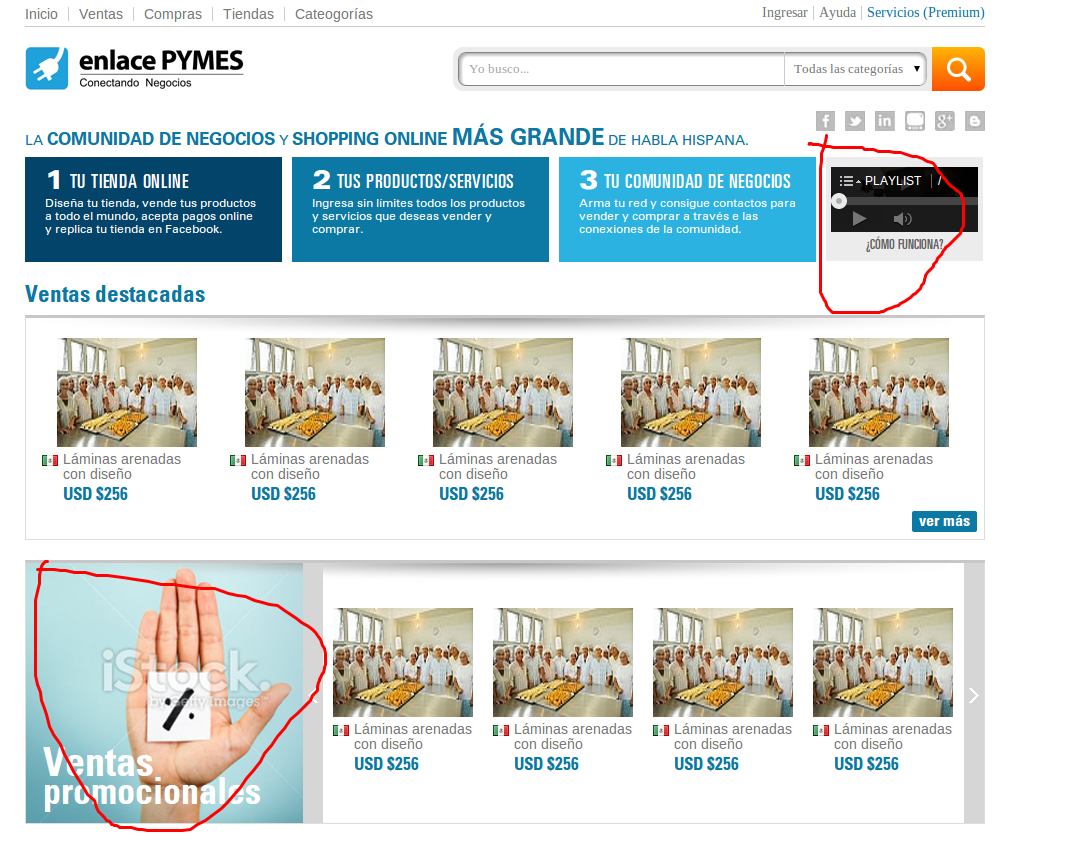 Inicio Ventas Compras Tiendas Cateogorías
Ingresar Ayuda Servicios (Premium)
enlace PYMES
Conectando Negocios
Yo busco... Todas las categorías
LA COMUNIDAD DE NEGOCIOS Y SHOPPING ONLINE MÁS GRANDE DE HABLA HISPANA.
1 TU TIENDA ONLINE
Diseña tu tienda, vende tus productos
a todo el mundo, acepta pagos online
y replica tu tienda en Facebook.
2 TUS PRODUCTOS/SERVICIOS
Ingresa sin limites todos los productos
y servicios que deseas vender y
comprar.
3 TU COMUNIDAD DE NEGOCIOS
Arma tu red y consigue contactos para
vender y comprar a través e las
conexiones de la comunidad.
PLAYLIST /
¿CÓMO FUNCIONA?
Ventas destacadas
Láminas arenadas
con diseño
USD $256
Láminas arenadas
con diseño
USD $256
Láminas arenadas
con diseño
USD $256
Láminas arenadas
con diseño
USD $256
Láminas arenadas
con diseño
USD $256
ver más
iStock.
by Getty Images
Ventas
promocionales
Láminas arenadas
con diseño
USD $256
Láminas arenadas
con diseño
USD $256
Láminas arenadas
con diseño
USD $256
Láminas arenadas
con diseño
USD $256